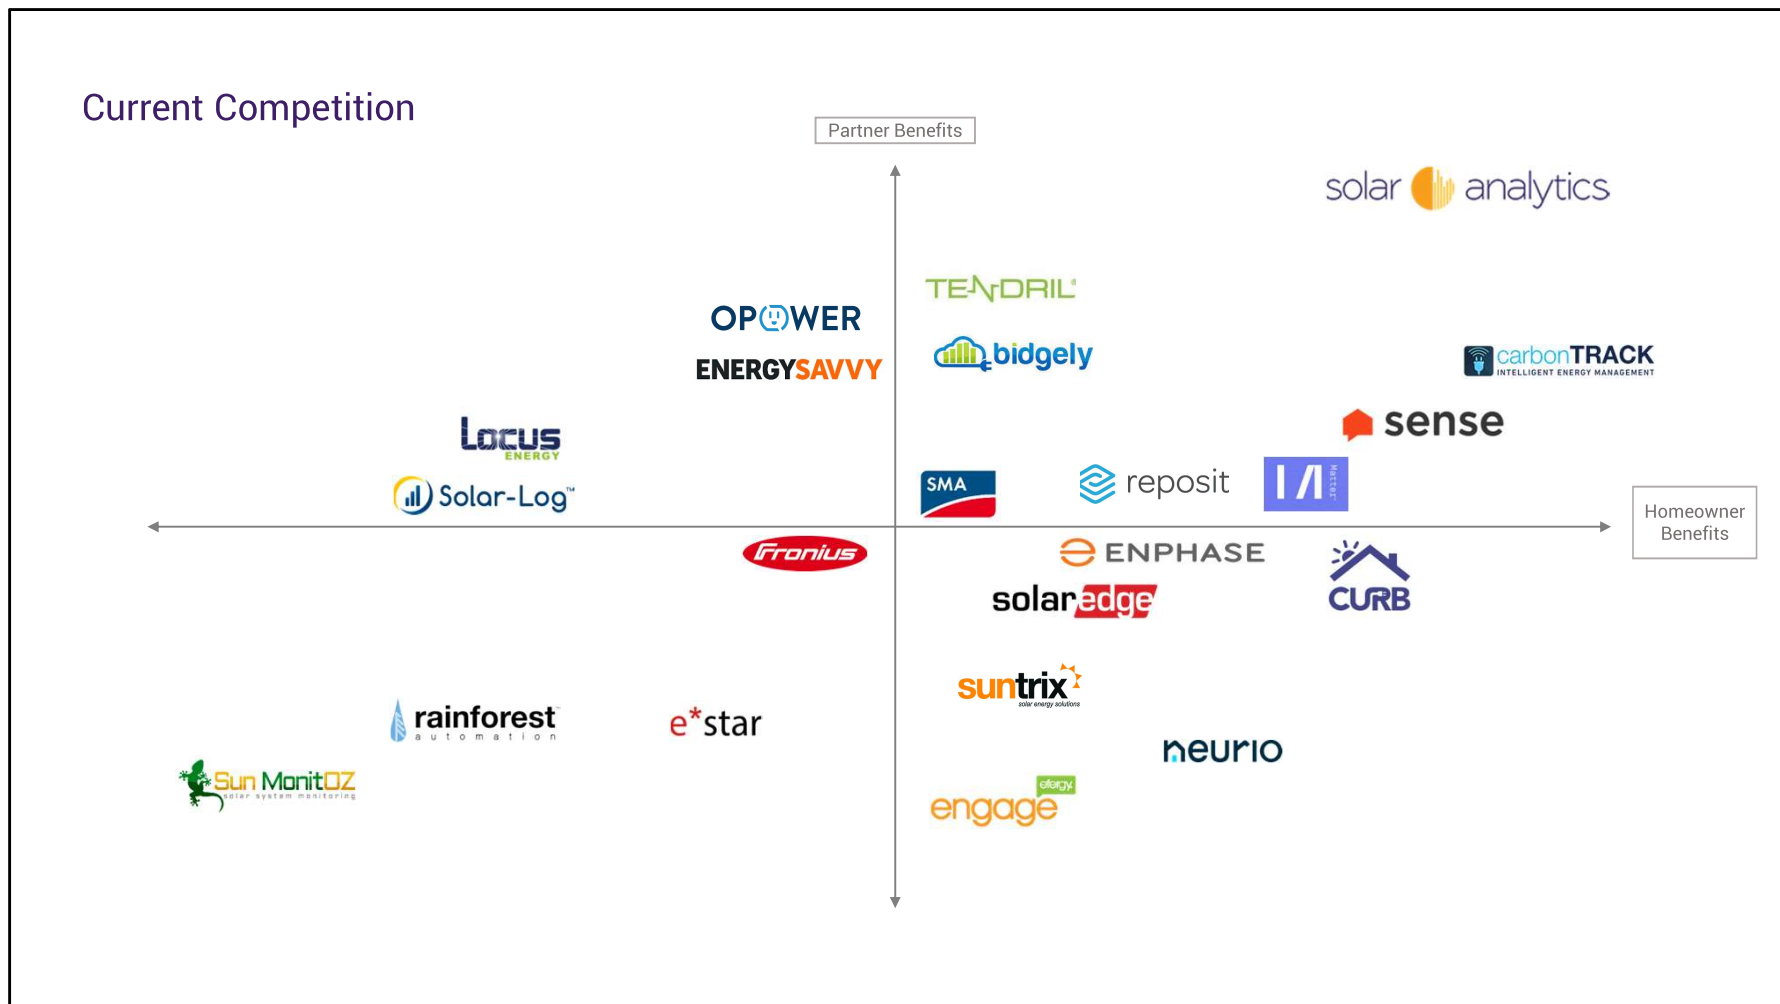 Current Competition
Partner Benefits
solar analytics
TENDRIL
OPOWER
bidgely
ENERGYSAVVY
carbonTRACK
INTELLIGENT ENERGY MANAGEMENT
sense
Locus
ENERGY
SMA
reposit
Matter
Solar-Log™
Homeowner
Benefits
Fronius
ENPHASE
CURB
solaredge
suntrix
solar energy solutions
rainforest
automation
e*star
neurio
Sun MonitOZ
solar system monitoring
efergy
engage